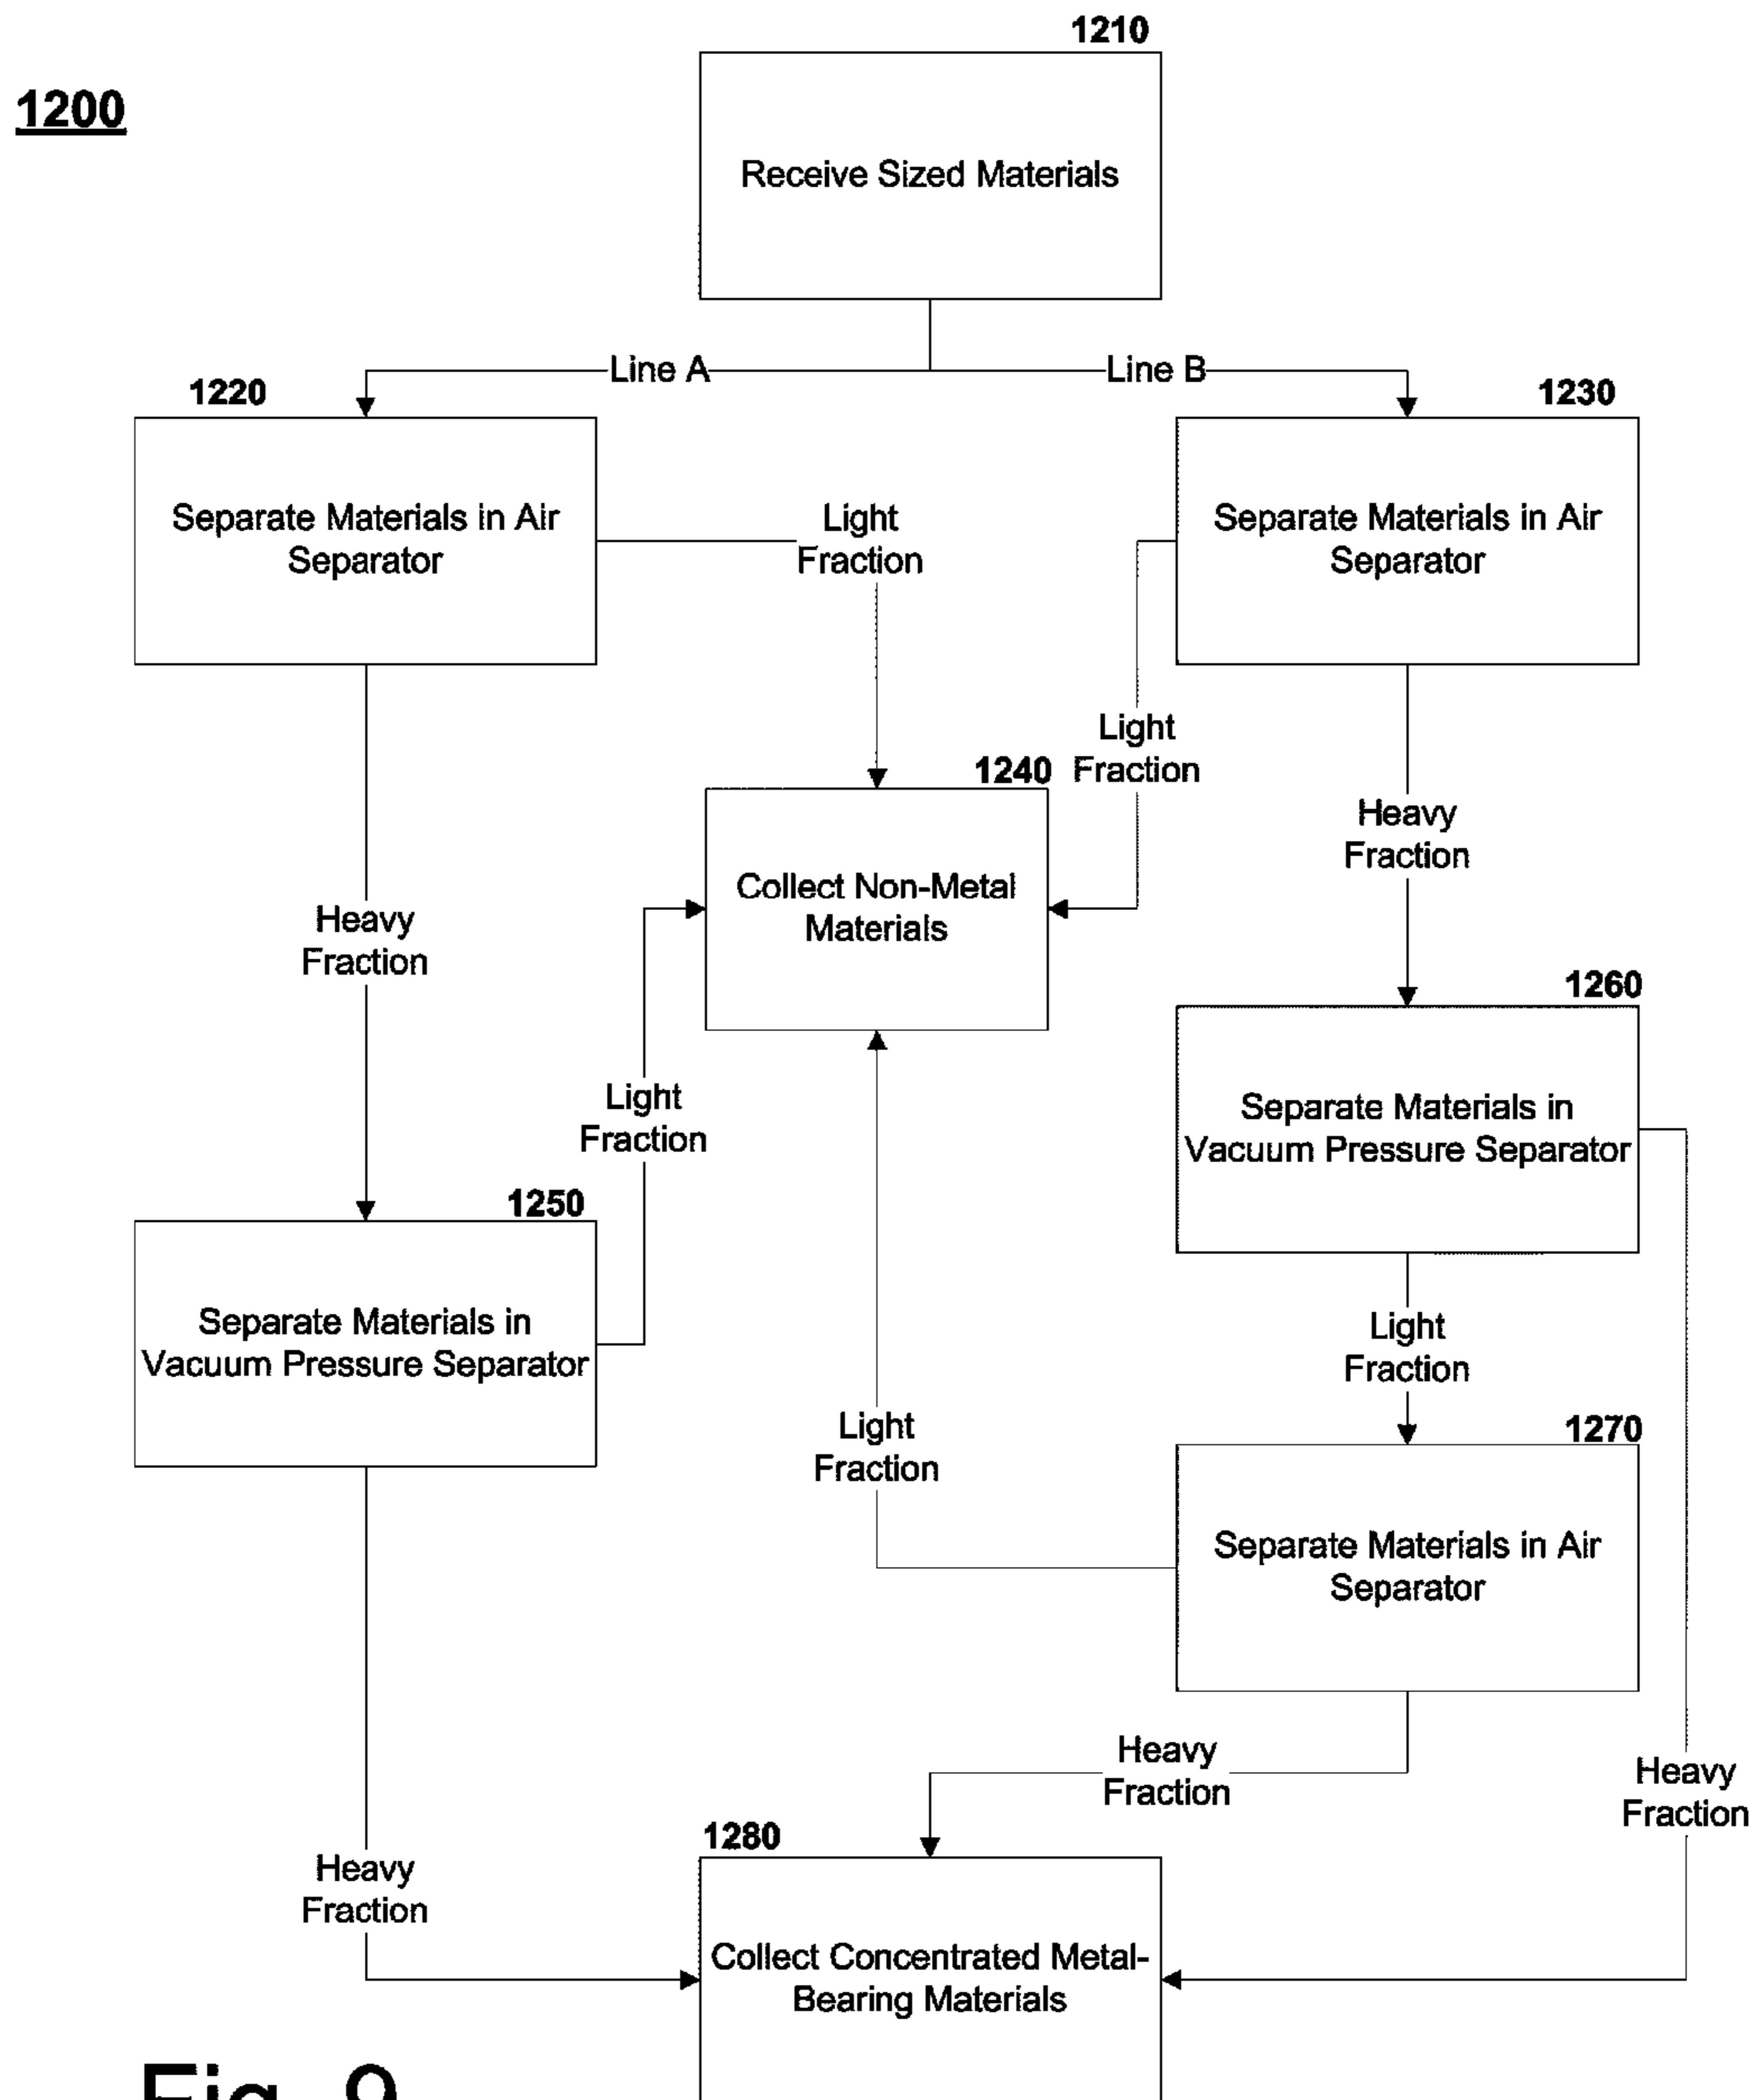 1210
1200
Receive Sized Materials
Line A
Line B
1220
1230
Separate Materials in Air
Separator
Light
Fraction
Separate Materials in Air
Separator
Light
Fraction
1240
Heavy
Fraction
Collect Non-Metal
Materials
Heavy
Fraction
1260
Light
Fraction
Separate Materials in
Vacuum Pressure Separator
1250
Separate Materials in
Vacuum Pressure Separator
Light
Fraction
Light
Fraction
1270
Separate Materials in Air
Separator
Heavy
Fraction
Heavy
Fraction
1280
Heavy
Fraction
Collect Concentrated Metal-
Bearing Materials
Fig. 9